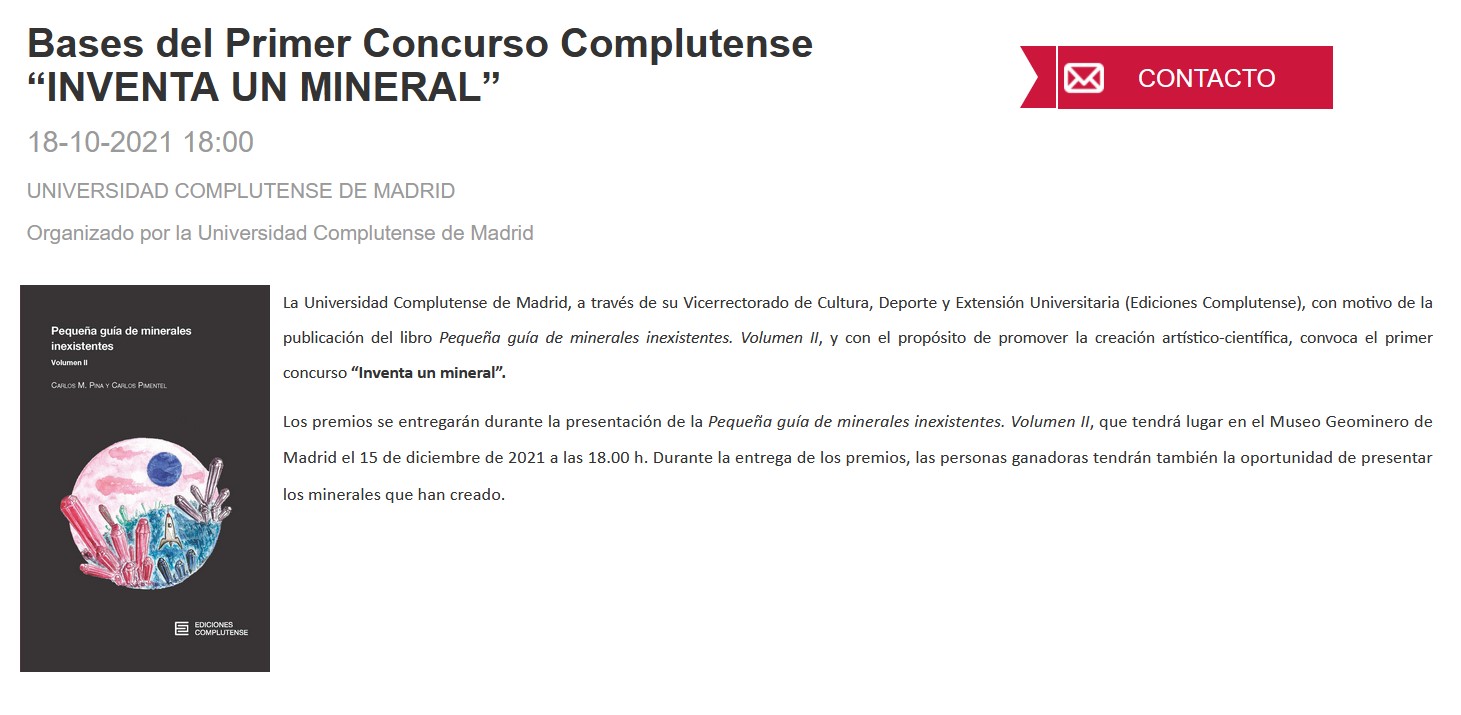 Bases del Primer Concurso Complutense
“INVENTA UN MINERAL”
CONTACTO
18-10-2021 18:00
UNIVERSIDAD COMPLUTENSE DE MADRID
Organizado por la Universidad Complutense de Madrid
Pequeña guía de minerales
inexistentes
Volumen II
Carlos M. Pina y Carlos Pimentel
EDICIONES
COMPLUTENSE
La Universidad Complutense de Madrid, a través de su Vicerrectorado de Cultura, Deporte y Extensión Universitaria (Ediciones Complutense), con motivo de la
publicación del libro Pequeña guía de minerales inexistentes. Volumen II, y con el propósito de promover la creación artístico-científica, convoca el primer
concurso “Inventa un mineral”.
Los premios se entregarán durante la presentación de la Pequeña guía de minerales inexistentes. Volumen II, que tendrá lugar en el Museo Geominero de
Madrid el 15 de diciembre de 2021 a las 18.00 h. Durante la entrega de los premios, las personas ganadoras tendrán también la oportunidad de presentar
los minerales que han creado.